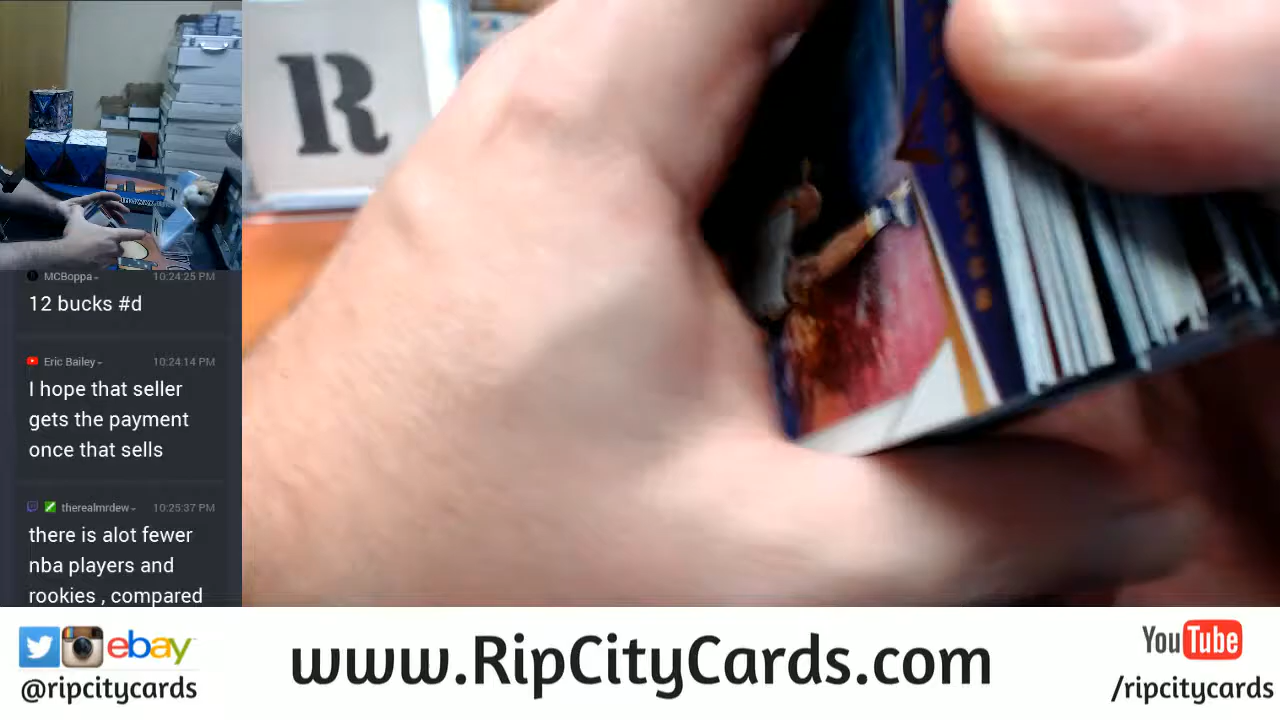 R
MCBoppa
10:24:25 PM
12 bucks #d
Eric Bailey
10:24:14 PM
I hope that seller
gets the payment
once that sells
therealmrdew
10:25:37 PM
there is alot fewer
nba players and
rookies , compared
ebay
@ripcitycards
www.RipCityCards.com
YouTube
/ripcitycards